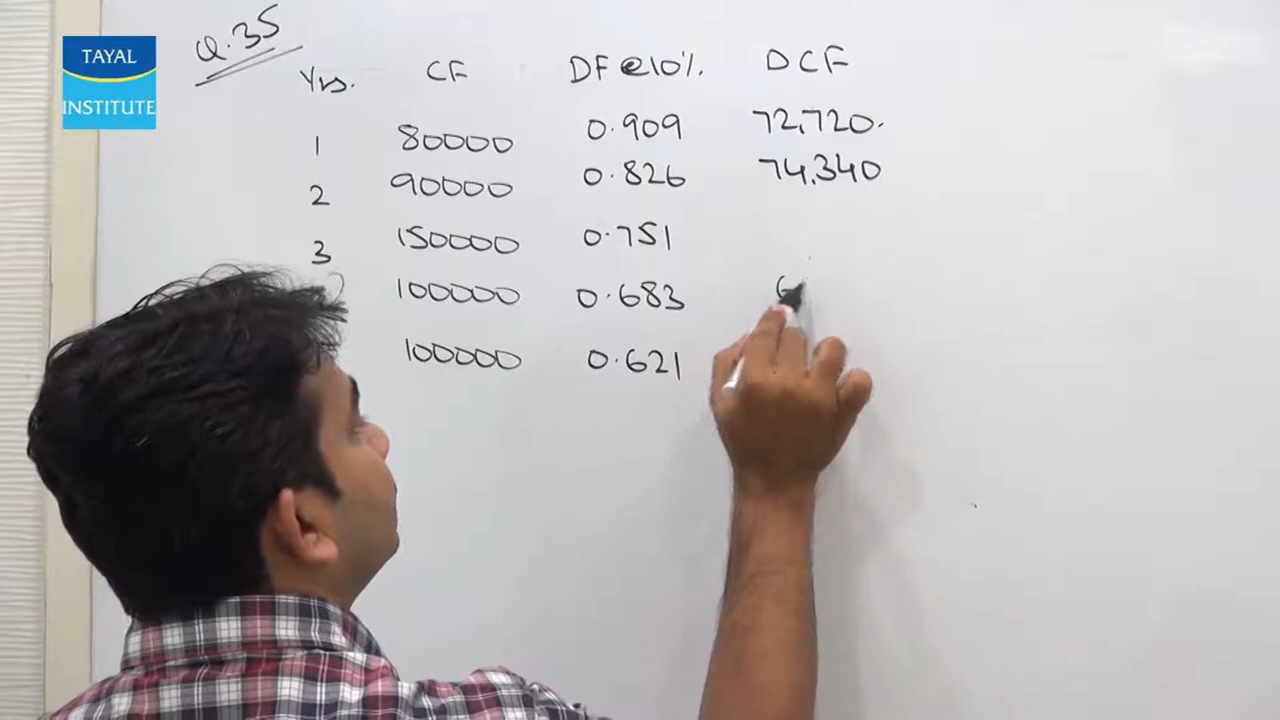 TAYAL
INSTITUTE
Q.35
Yrs. CF DF@10% DCF
1 80000 0.909 72,720.
2 90000 0.826 74,340
3 150000 0.751
100000 0.683 6
100000 0.621